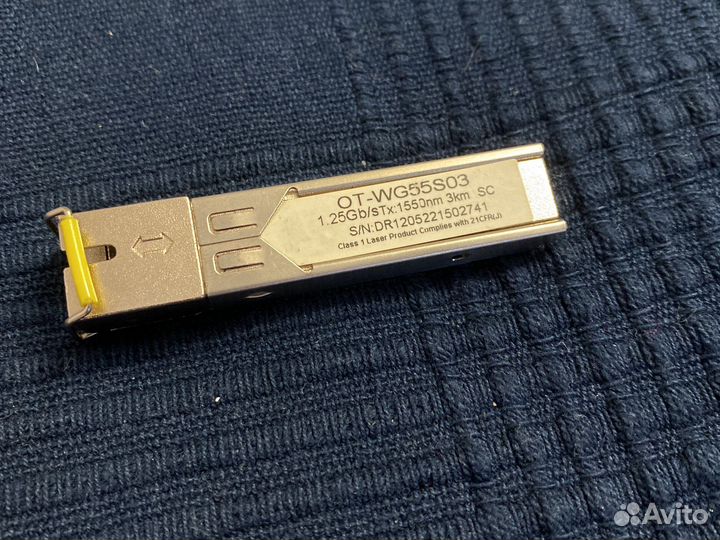 OT-WG55S03
1.25Gb/sTx:1550nm 3km SC
S/N:DR1205221502741
Class 1 Laser Product Complies with 21CFR(J)
Avito